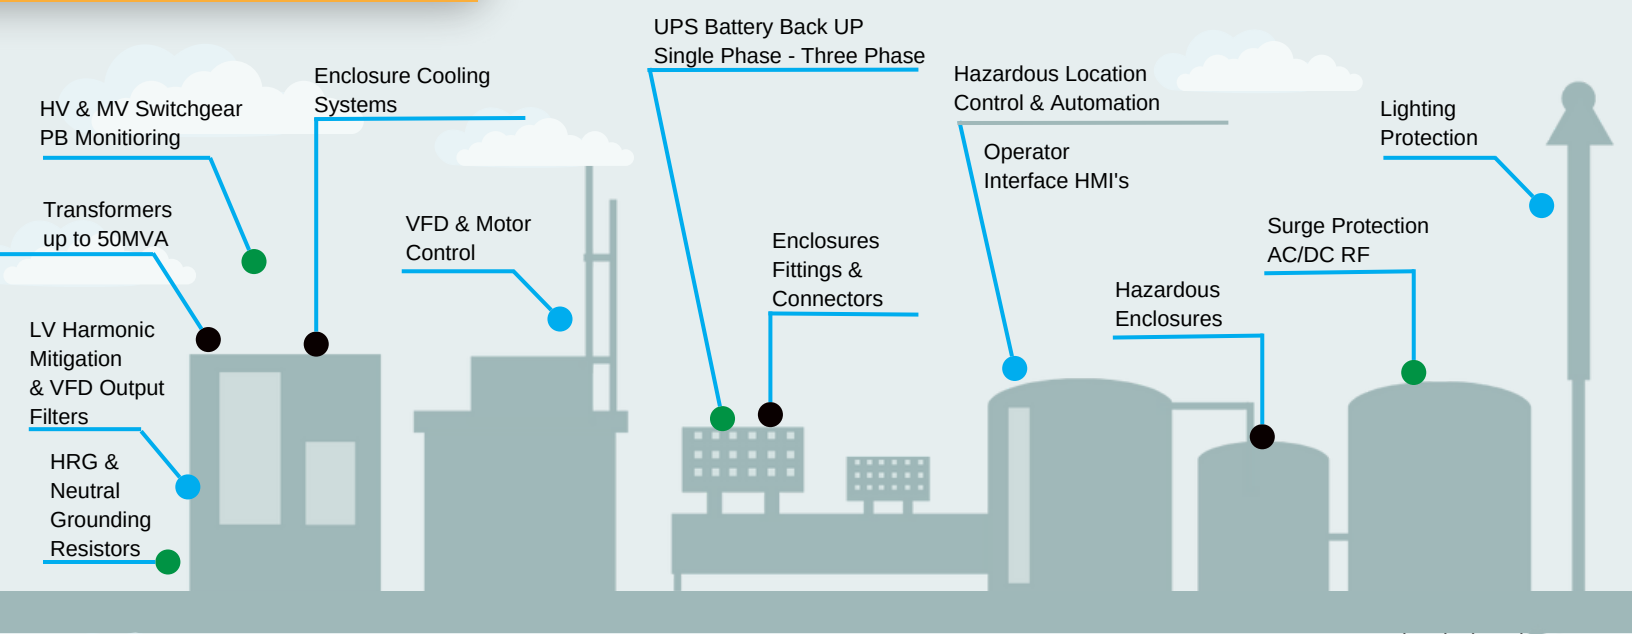 UPS Battery Back UP
Single Phase - Three Phase
Enclosure Cooling
Systems
Hazardous Location
Control & Automation
HV & MV Switchgear
PB Monitioring
Lighting
Protection
Operator
Interface HMI's
Transformers
up to 50MVA
VFD & Motor
Control
Surge Protection
AC/DC RF
Enclosures
Fittings &
Connectors
Hazardous
Enclosures
LV Harmonic
Mitigation
& VFD Output
Filters
HRG &
Neutral
Grounding
Resistors